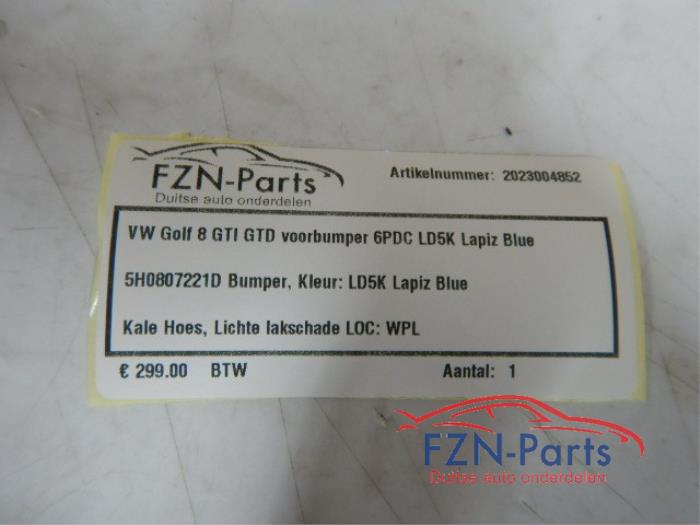 FZN-Parts
Duitse auto onderdelen
Artikelnummer: 2023004852
VW Golf 8 GTI GTD voorbumper 6PDC LD5K Lapiz Blue
5H0807221D Bumper, Kleur: LD5K Lapiz Blue
Kale Hoes, Lichte lakschade LOC: WPL
€ 299.00 BTW Aantal: 1
FZN-Parts
Duitse auto onderdelen